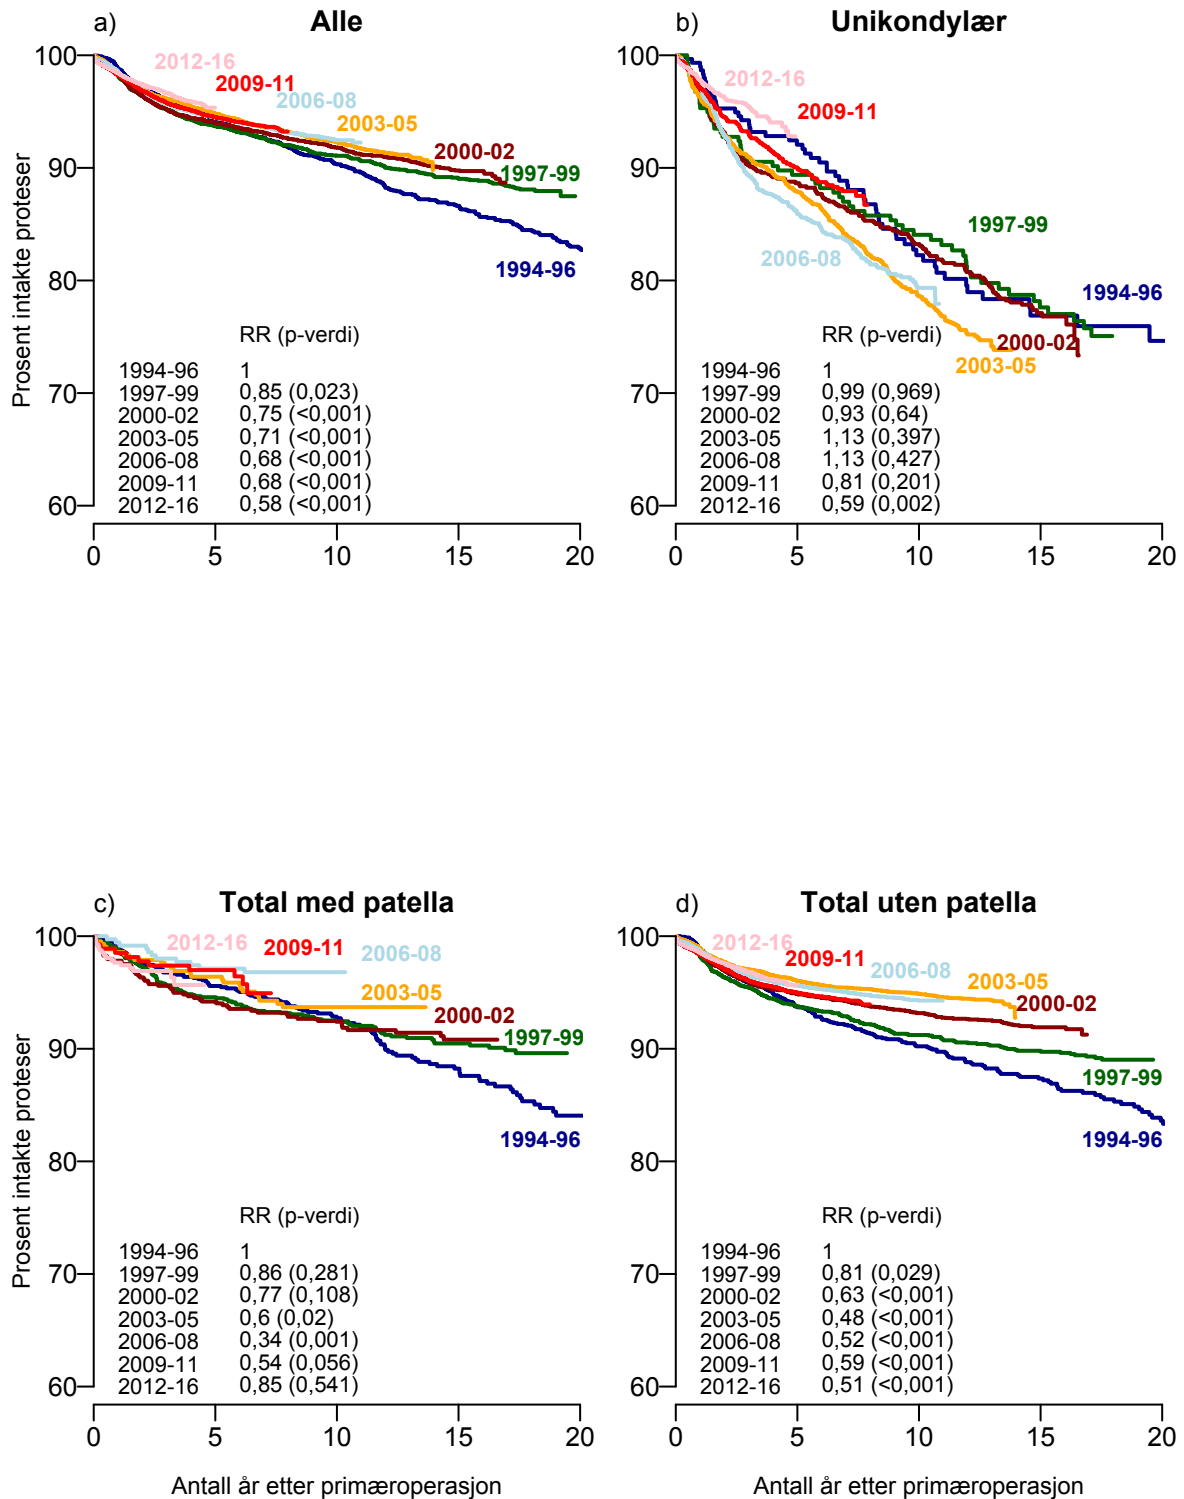 a) Alle
100
90
80
70
60
Prosent intakte proteser
2012-16
2009-11
2006-08
2003-05
2000-02
1997-99
1994-96
RR (p-verdi)
1994-96 1
1997-99 0,85 (0,023)
2000-02 0,75 (<0,001)
2003-05 0,71 (<0,001)
2006-08 0,68 (<0,001)
2009-11 0,68 (<0,001)
2012-16 0,58 (<0,001)
0 5 10 15 20
b) Unikondylær
100
90
80
70
60
2012-16
2009-11
1997-99
2006-08
1994-96
2000-02
2003-05
RR (p-verdi)
1994-96 1
1997-99 0,99 (0,969)
2000-02 0,93 (0,64)
2003-05 1,13 (0,397)
2006-08 1,13 (0,427)
2009-11 0,81 (0,201)
2012-16 0,59 (0,002)
0 5 10 15 20
c) Total med patella
100
90
80
70
60
Prosent intakte proteser
2012-16
2009-11
2006-08
2003-05
2000-02
1997-99
1994-96
RR (p-verdi)
1994-96 1
1997-99 0,86 (0,281)
2000-02 0,77 (0,108)
2003-05 0,6 (0,02)
2006-08 0,34 (0,001)
2009-11 0,54 (0,056)
2012-16 0,85 (0,541)
0 5 10 15 20
Antall år etter primæroperasjon
d) Total uten patella
100
90
80
70
60
2012-16
2009-11
2006-08
2003-05
2000-02
1997-99
1994-96
RR (p-verdi)
1994-96 1
1997-99 0,81 (0,029)
2000-02 0,63 (<0,001)
2003-05 0,48 (<0,001)
2006-08 0,52 (<0,001)
2009-11 0,59 (<0,001)
2012-16 0,51 (<0,001)
0 5 10 15 20
Antall år etter primæroperasjon